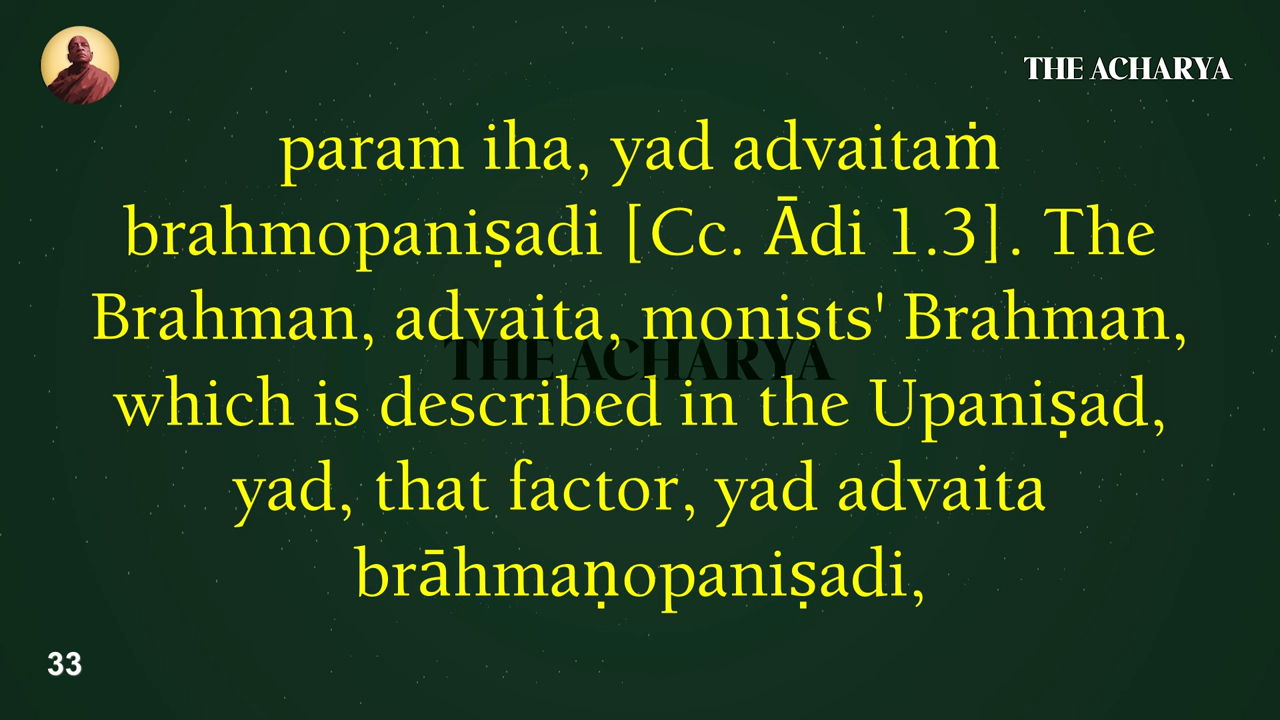 THE ACHARYA
param iha, yad advaitaṁ
brahmopaniṣadi [Cc. Ādi 1.3]. The
Brahman, advaita, monists' Brahman,
THE ACHARYA
which is described in the Upaniṣad,
yad, that factor, yad advaita
brāhmaṇopaniṣadi,
33